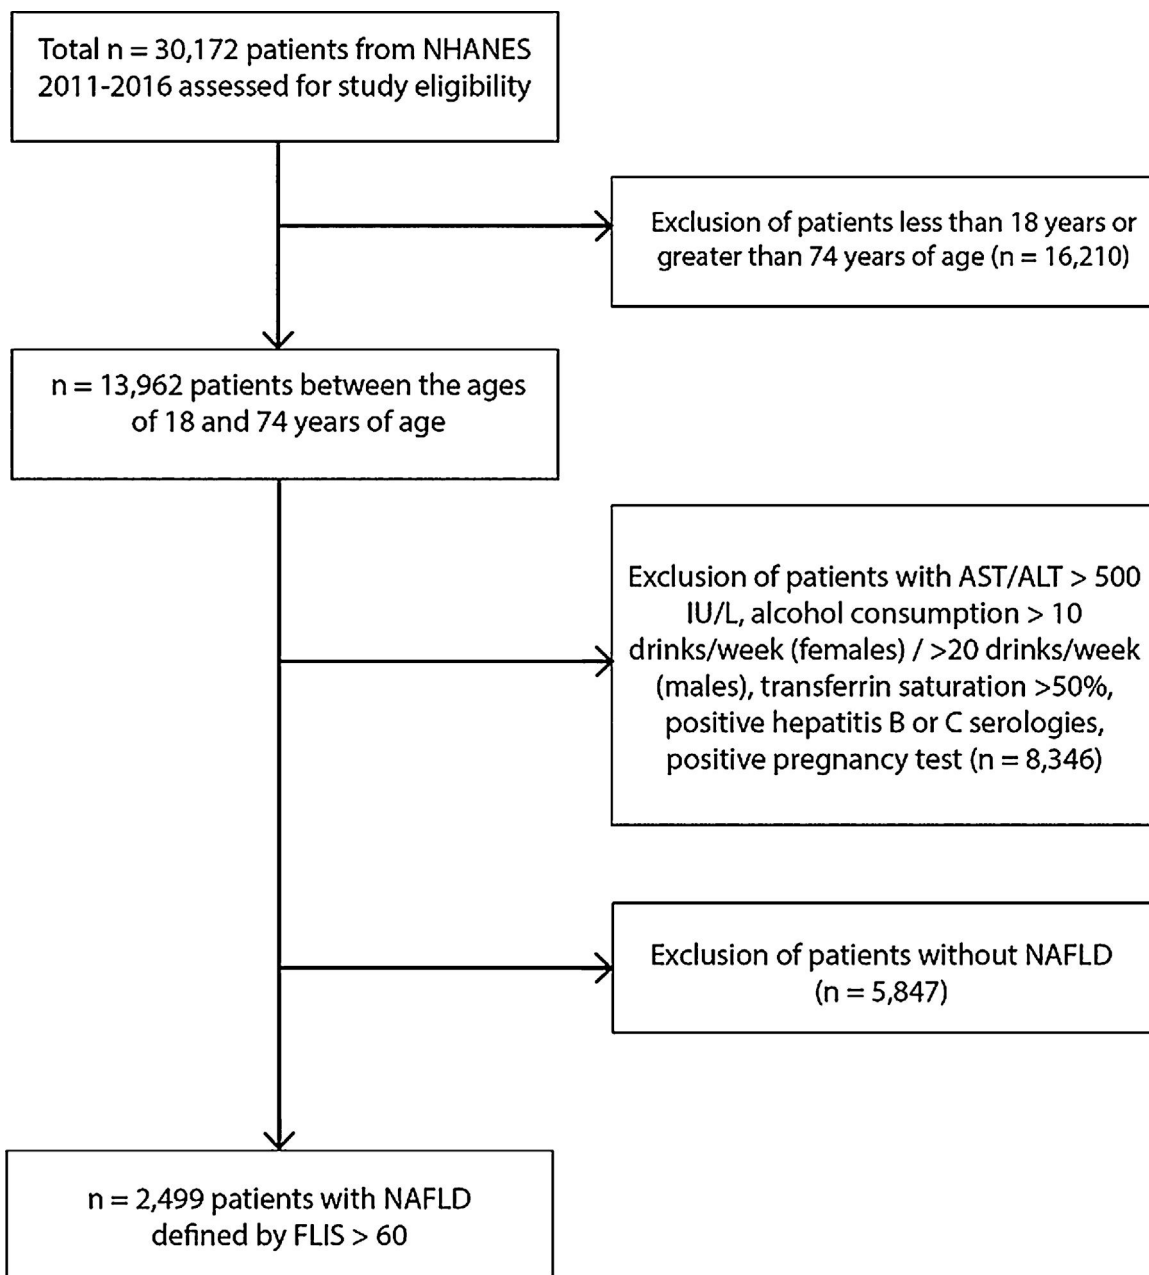 Total n = 30,172 patients from NHANES
2011-2016 assessed for study eligibility
Exclusion of patients less than 18 years or
greater than 74 years of age (n = 16,210)
n = 13,962 patients between the ages
of 18 and 74 years of age
Exclusion of patients with AST/ALT > 500
IU/L, alcohol consumption > 10
drinks/week (females) / >20 drinks/week
(males), transferrin saturation >50%,
positive hepatitis B or C serologies,
positive pregnancy test (n = 8,346)
Exclusion of patients without NAFLD
(n = 5,847)
n = 2,499 patients with NAFLD
defined by FLIS > 60